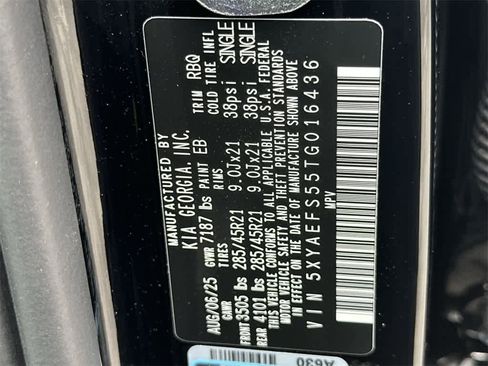 MANUFACTURED BY
KIA GEORGIA, INC.
AUG/06/25 PAINT EB TRIM RBQ
GVWR 7187 lbs
GAWR TIRES RIMS COLD TIRE INFL
FRONT 3505 lbs 285/45R21 9.0Jx21 38psi SINGLE
REAR 4101 lbs 285/45R21 9.0Jx21 38psi SINGLE
THIS VEHICLE CONFORMS TO ALL APPLICABLE U.S.A. FEDERAL
MOTOR VEHICLE SAFETY AND THEFT PREVENTION STANDARDS
IN EFFECT ON THE DATE OF MANUFACTURE SHOWN ABOVE
VIN 5XYAEFS55TG016436
MPV
A630